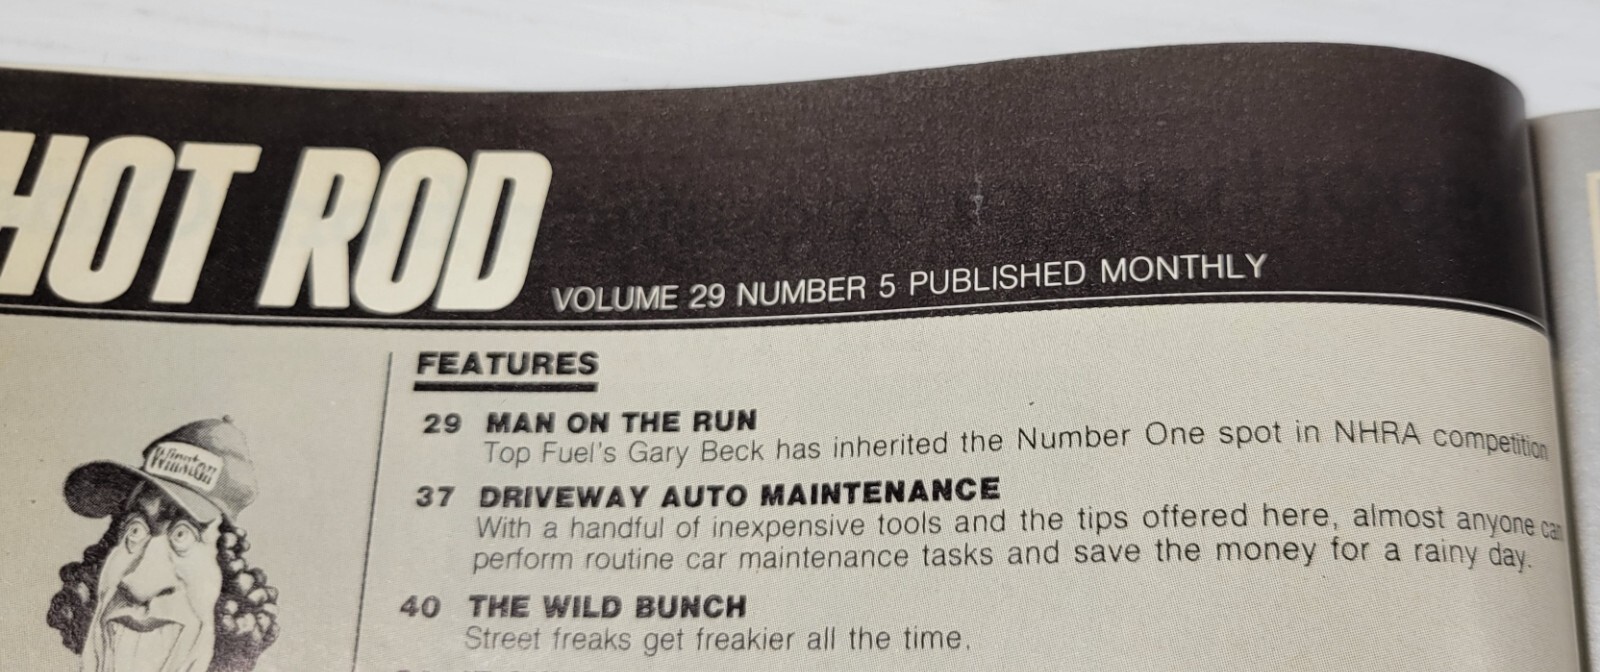 HOT ROD
VOLUME 29 NUMBER 5 PUBLISHED MONTHLY
FEATURES
29 MAN ON THE RUN
Top Fuel's Gary Beck has inherited the Number One spot in NHRA competition
37 DRIVEWAY AUTO MAINTENANCE
With a handful of inexpensive tools and the tips offered here, almost anyone can
perform routine car maintenance tasks and save the money for a rainy day.
40 THE WILD BUNCH
Street freaks get freakier all the time.
Winston